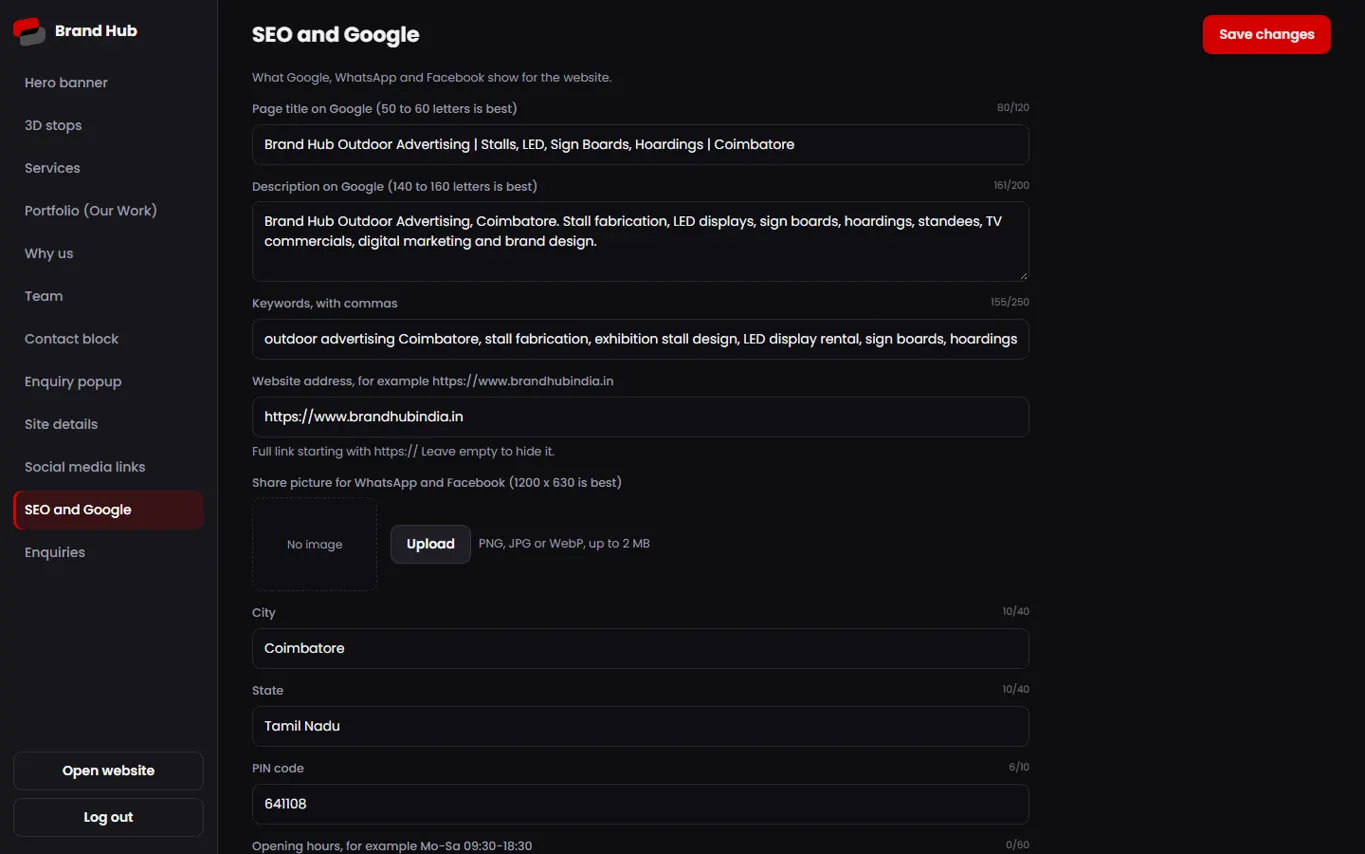 Brand Hub
Hero banner
3D stops
Services
Portfolio (Our Work)
Why us
Team
Contact block
Enquiry popup
Site details
Social media links
SEO and Google
Enquiries
Open website
Log out
SEO and Google
Save changes
What Google, WhatsApp and Facebook show for the website.
Page title on Google (50 to 60 letters is best)
80/120
Brand Hub Outdoor Advertising | Stalls, LED, Sign Boards, Hoardings | Coimbatore
Description on Google (140 to 160 letters is best)
161/200
Brand Hub Outdoor Advertising, Coimbatore. Stall fabrication, LED displays, sign boards, hoardings, standees, TV
commercials, digital marketing and brand design.
Keywords, with commas
155/250
outdoor advertising Coimbatore, stall fabrication, exhibition stall design, LED display rental, sign boards, hoardings
Website address, for example https://www.brandhubindia.in
https://www.brandhubindia.in
Full link starting with https:// Leave empty to hide it.
Share picture for WhatsApp and Facebook (1200 x 630 is best)
No image
Upload
PNG, JPG or WebP, up to 2 MB
City
10/40
Coimbatore
State
10/40
Tamil Nadu
PIN code
6/10
641108
Opening hours, for example Mo-Sa 09:30-18:30
0/60